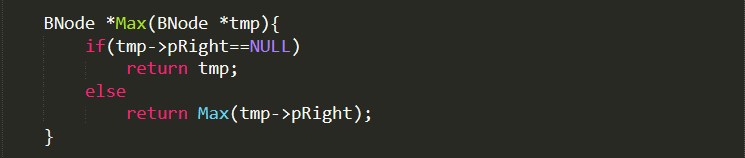 BNode *Max(BNode *tmp){
    if(tmp->pRight==NULL)
        return tmp;
    else
        return Max(tmp->pRight);
}